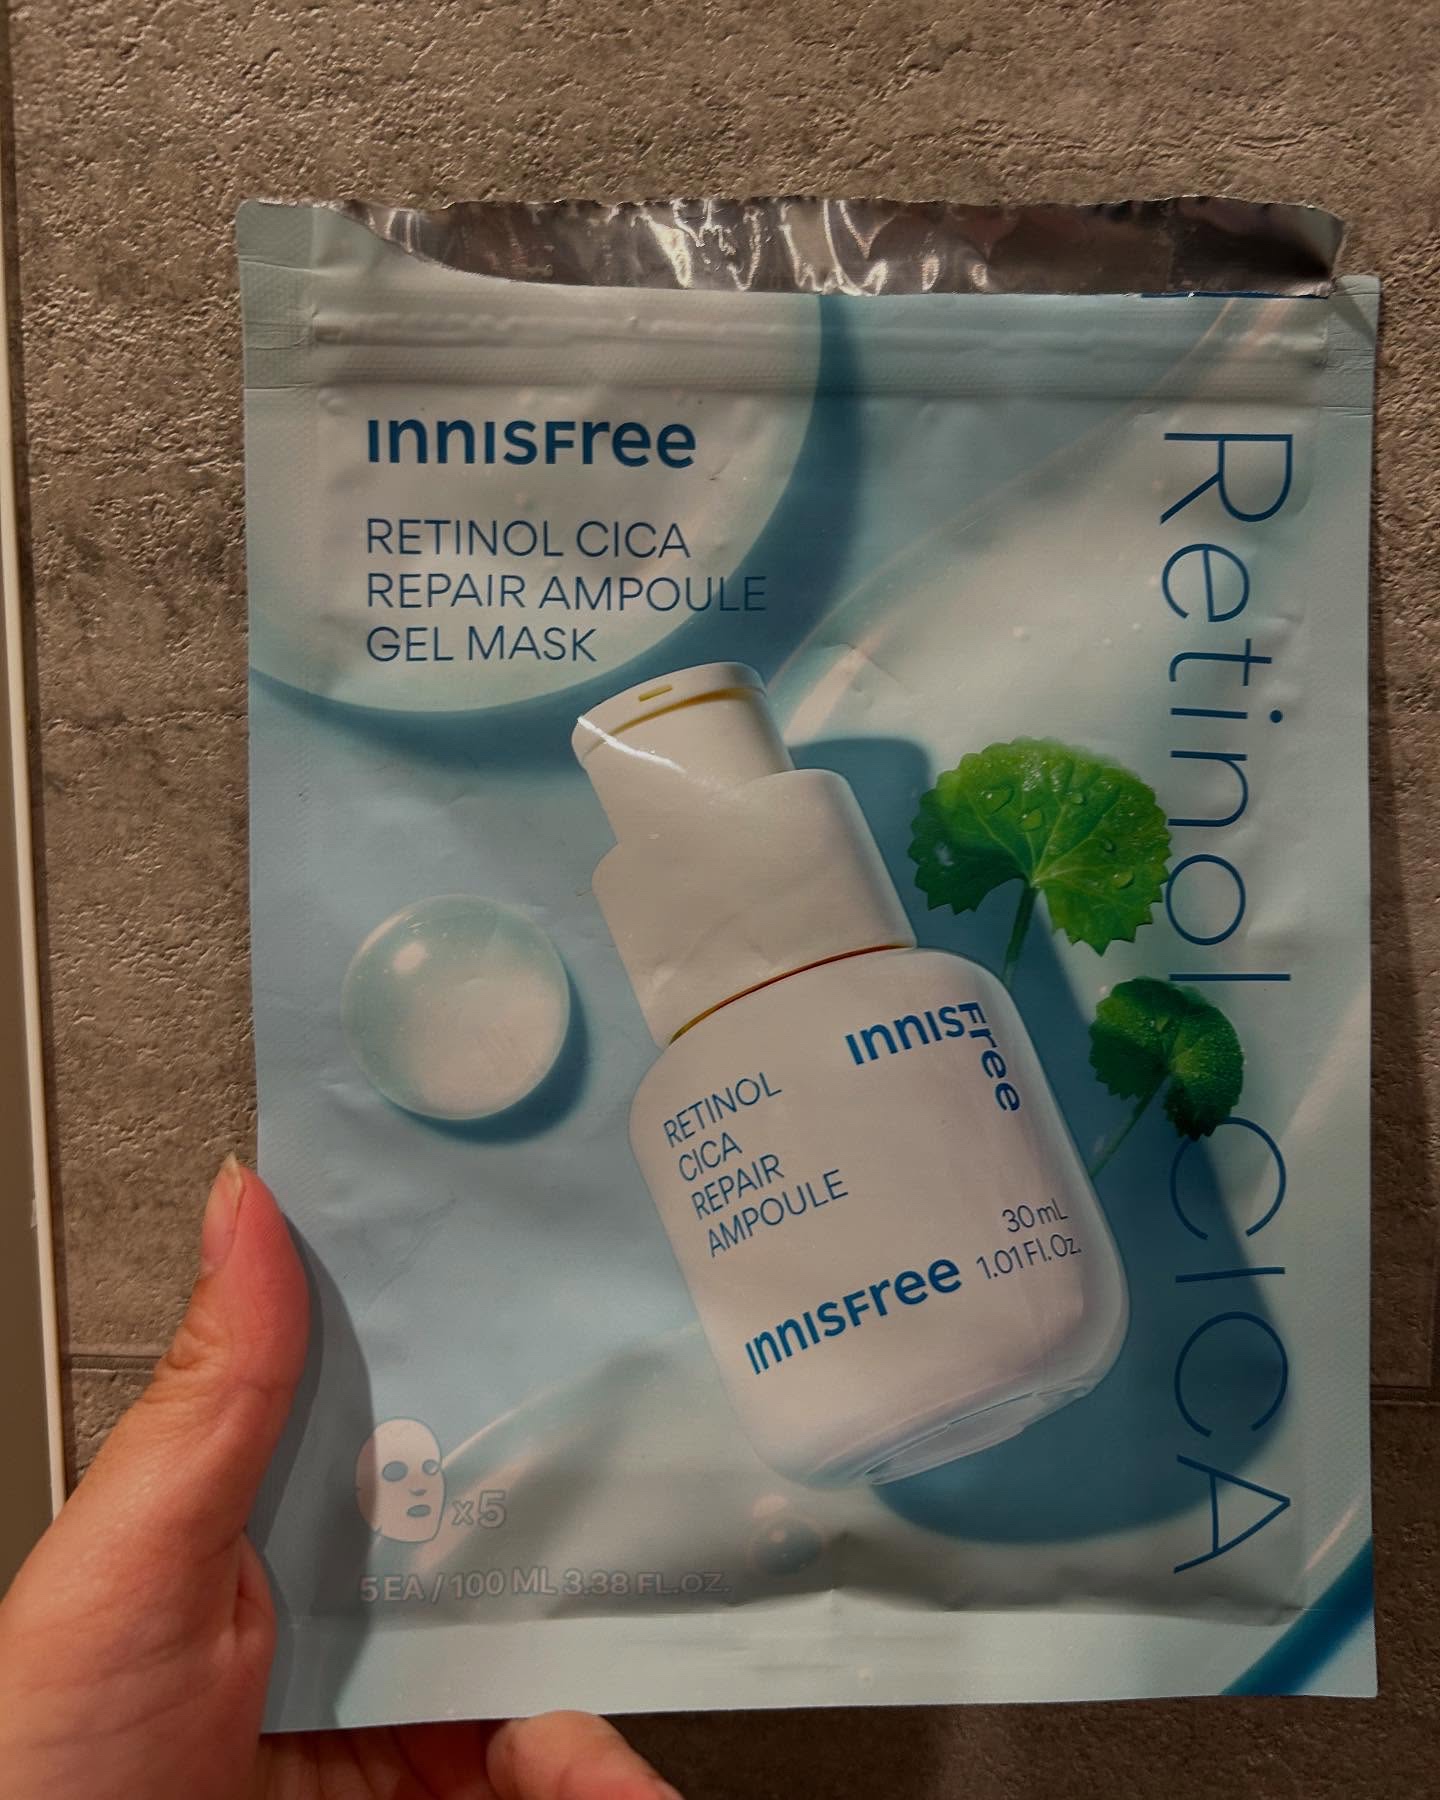 innisfree
RETINOL CICA
REPAIR AMPOULE
GEL MASK
Retinol CICA
innisfree
RETINOL
CICA
REPAIR
AMPOULE
30 mL
1.01 Fl. Oz.
innisfree
x5
5 EA / 100 ML 3.38 FL.OZ.